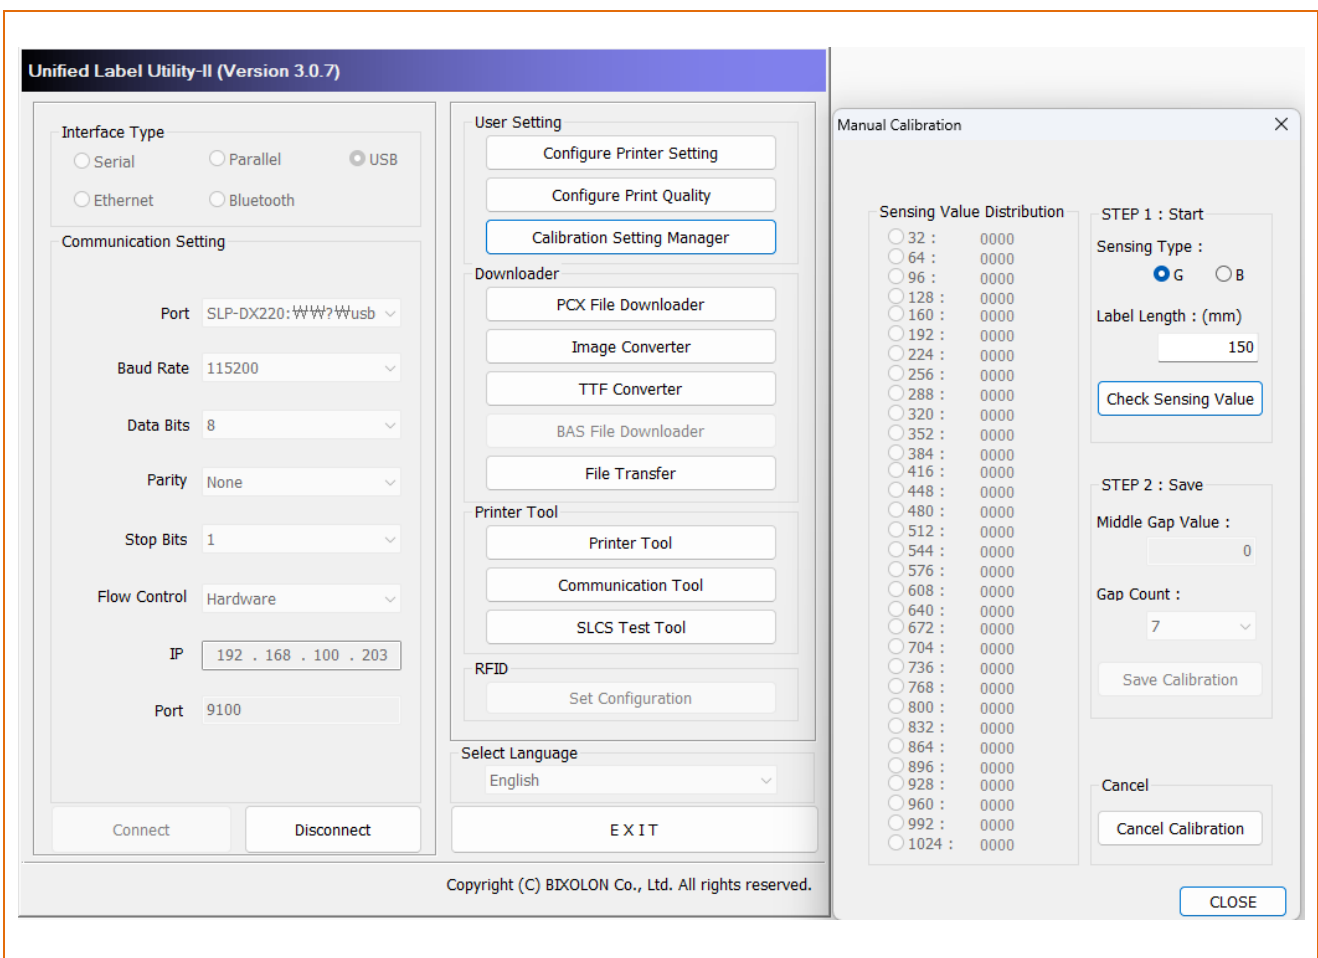 Unified Label Utility-II (Version 3.0.7)
Interface Type
Serial
Parallel
USB
Ethernet
Bluetooth
Communication Setting
Port
SLP-DX220:₩₩?₩usb
Baud Rate
115200
Data Bits
8
Parity
None
Stop Bits
1
Flow Control
Hardware
IP
192 . 168 . 100 . 203
Port
9100
Connect
Disconnect
User Setting
Configure Printer Setting
Configure Print Quality
Calibration Setting Manager
Downloader
PCX File Downloader
Image Converter
TTF Converter
BAS File Downloader
File Transfer
Printer Tool
Printer Tool
Communication Tool
SLCS Test Tool
RFID
Set Configuration
Select Language
English
E X I T
Copyright (C) BIXOLON Co., Ltd. All rights reserved.
Manual Calibration
Sensing Value Distribution
32 : 0000
64 : 0000
96 : 0000
128 : 0000
160 : 0000
192 : 0000
224 : 0000
256 : 0000
288 : 0000
320 : 0000
352 : 0000
384 : 0000
416 : 0000
448 : 0000
480 : 0000
512 : 0000
544 : 0000
576 : 0000
608 : 0000
640 : 0000
672 : 0000
704 : 0000
736 : 0000
768 : 0000
800 : 0000
832 : 0000
864 : 0000
896 : 0000
928 : 0000
960 : 0000
992 : 0000
1024 : 0000
STEP 1 : Start
Sensing Type :
G
B
Label Length : (mm)
150
Check Sensing Value
STEP 2 : Save
Middle Gap Value :
0
Gap Count :
7
Save Calibration
Cancel
Cancel Calibration
CLOSE